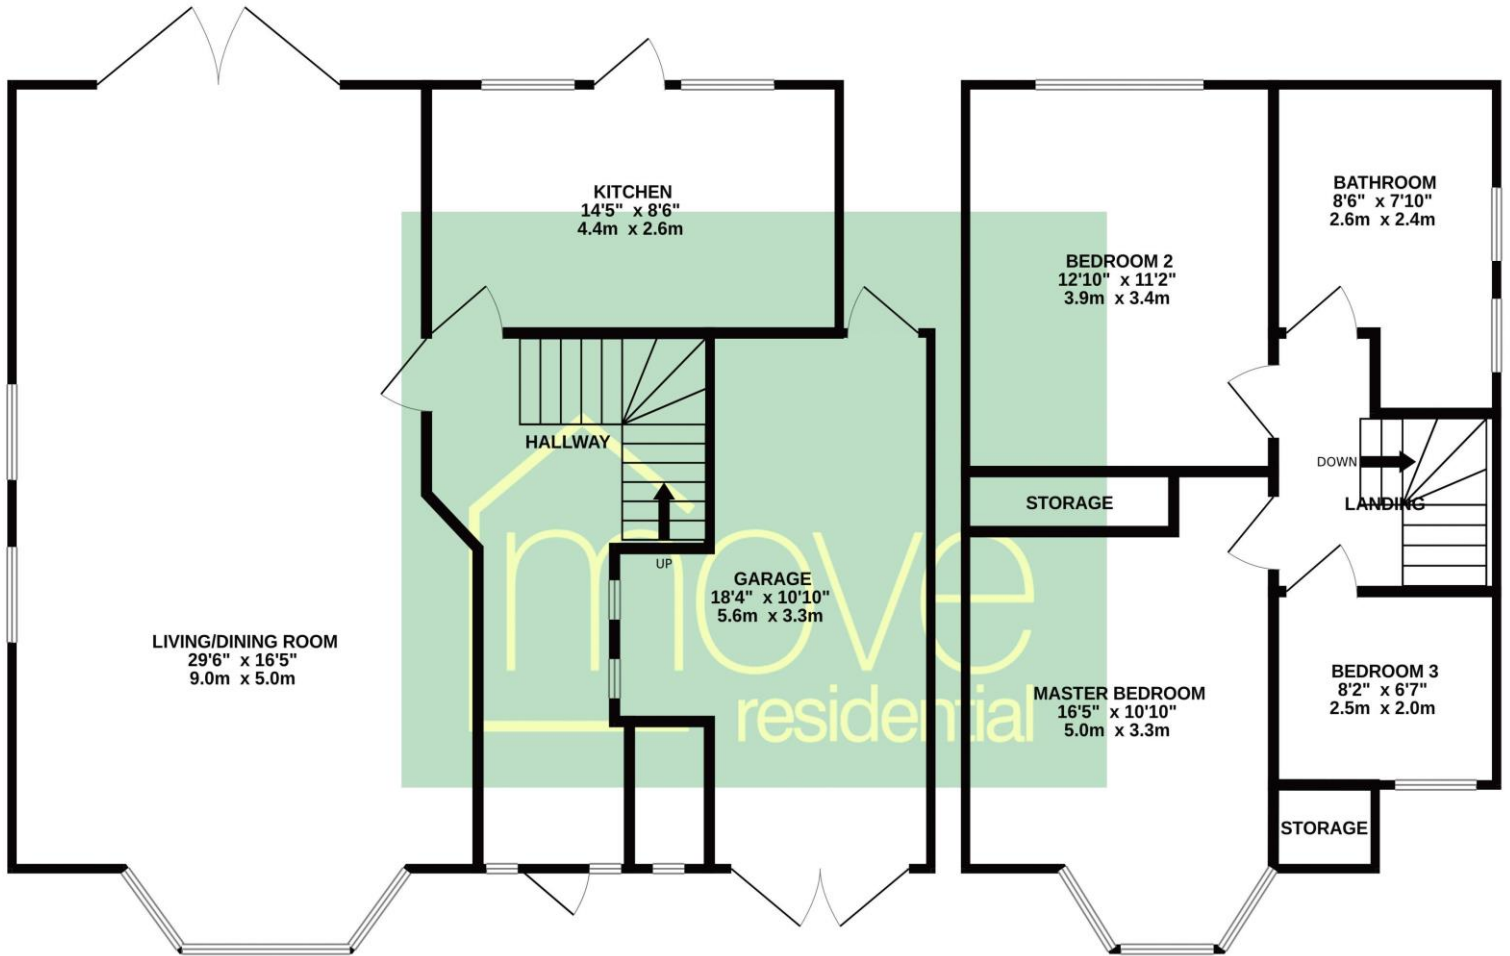 KITCHEN
14'5" x 8'6"
4.4m x 2.6m
HALLWAY
UP
GARAGE
18'4" x 10'10"
5.6m x 3.3m
LIVING/DINING ROOM
29'6" x 16'5"
9.0m x 5.0m
move
residential
BATHROOM
8'6" x 7'10"
2.6m x 2.4m
BEDROOM 2
12'10" x 11'2"
3.9m x 3.4m
DOWN
LANDING
STORAGE
MASTER BEDROOM
16'5" x 10'10"
5.0m x 3.3m
BEDROOM 3
8'2" x 6'7"
2.5m x 2.0m
STORAGE